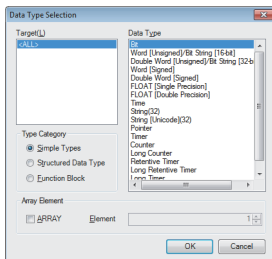 Data Type Selection
Target(L)
<ALL>
Data Type
Bit
Word [Unsigned]/Bit String [16-bit]
Double Word [Unsigned]/Bit String [32-b
Word [Signed]
Double Word [Signed]
FLOAT [Single Precision]
FLOAT [Double Precision]
Time
String(32)
String [Unicode](32)
Pointer
Timer
Counter
Long Counter
Retentive Timer
Long Retentive Timer
Long Timer
Type Category
Simple Types
Structured Data Type
Function Block
Array Element
ARRAY
Element
1
OK
Cancel